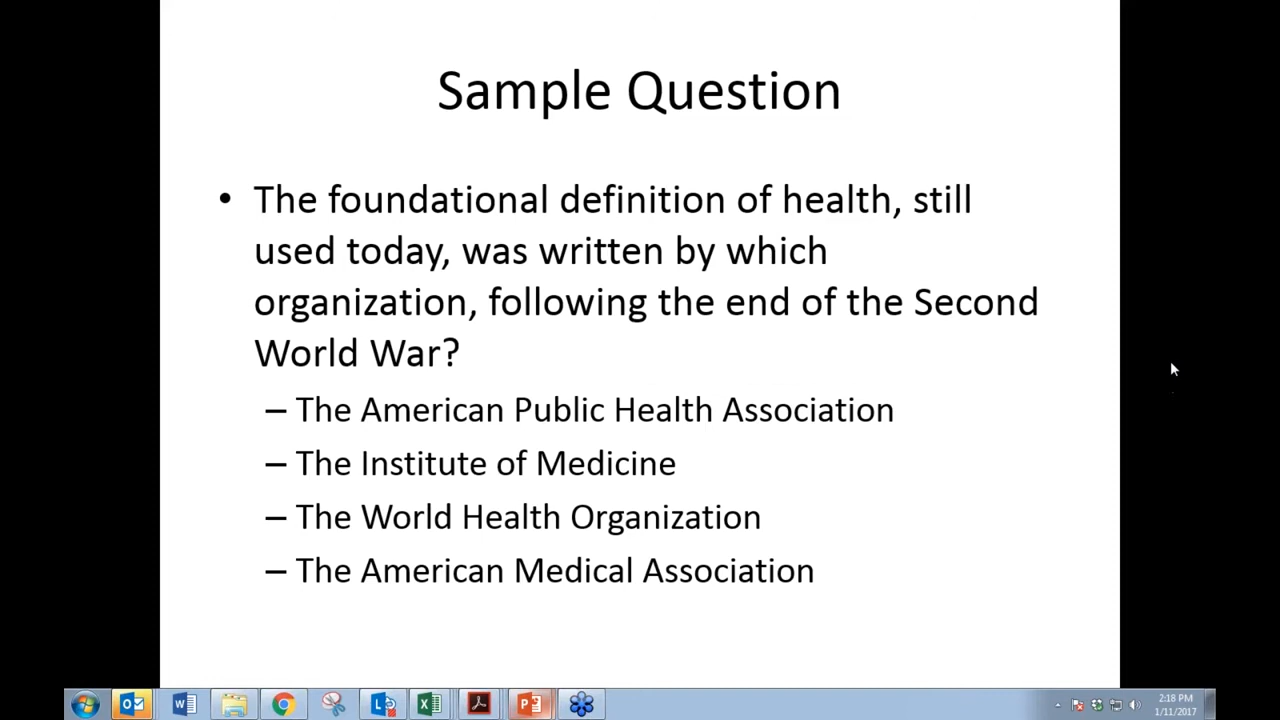 Sample Question
• The foundational definition of health, still
used today, was written by which
organization, following the end of the Second
World War?
– The American Public Health Association
– The Institute of Medicine
– The World Health Organization
– The American Medical Association
2:18 PM
1/11/2017